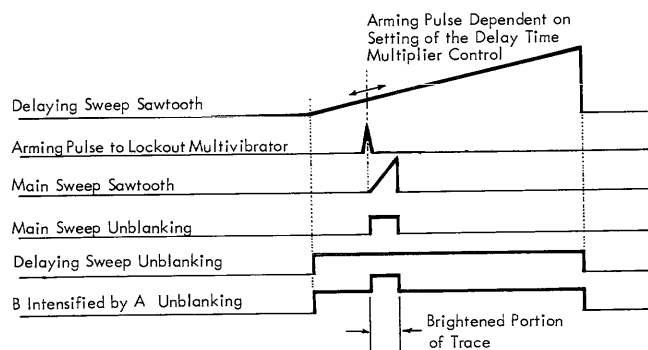 Arming Pulse Dependent on
Setting of the Delay Time
Multiplier Control
Delaying Sweep Sawtooth
Arming Pulse to Lockout Multivibrator
Main Sweep Sawtooth
Main Sweep Unblanking
Delaying Sweep Unblanking
B Intensified by A Unblanking
Brightened Portion
of Trace